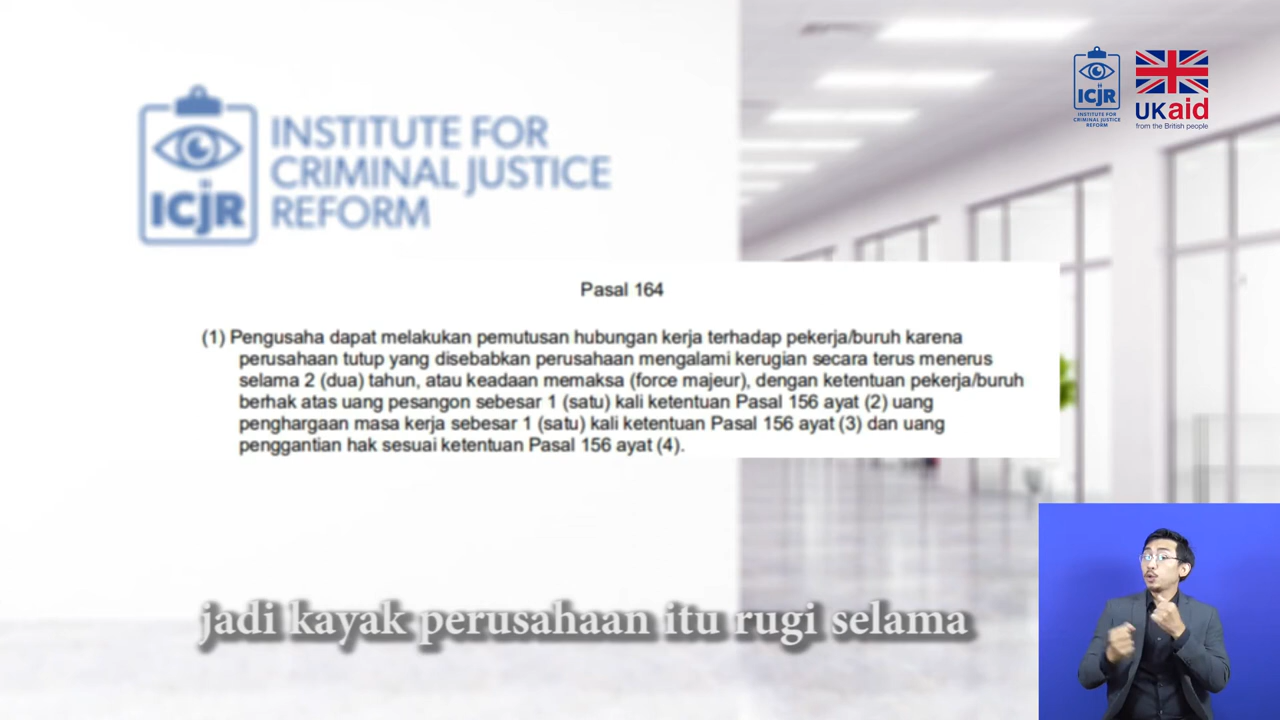 ICjR
INSTITUTE FOR
CRIMINAL JUSTICE
REFORM
ICjR
INSTITUTE FOR
CRIMINAL JUSTICE
REFORM
UKaid
from the British people
Pasal 164
(1) Pengusaha dapat melakukan pemutusan hubungan kerja terhadap pekerja/buruh karena
perusahaan tutup yang disebabkan perusahaan mengalami kerugian secara terus menerus
selama 2 (dua) tahun, atau keadaan memaksa (force majeur), dengan ketentuan pekerja/buruh
berhak atas uang pesangon sebesar 1 (satu) kali ketentuan Pasal 156 ayat (2) uang
penghargaan masa kerja sebesar 1 (satu) kali ketentuan Pasal 156 ayat (3) dan uang
penggantian hak sesuai ketentuan Pasal 156 ayat (4).
jadi kayak perusahaan itu rugi selama